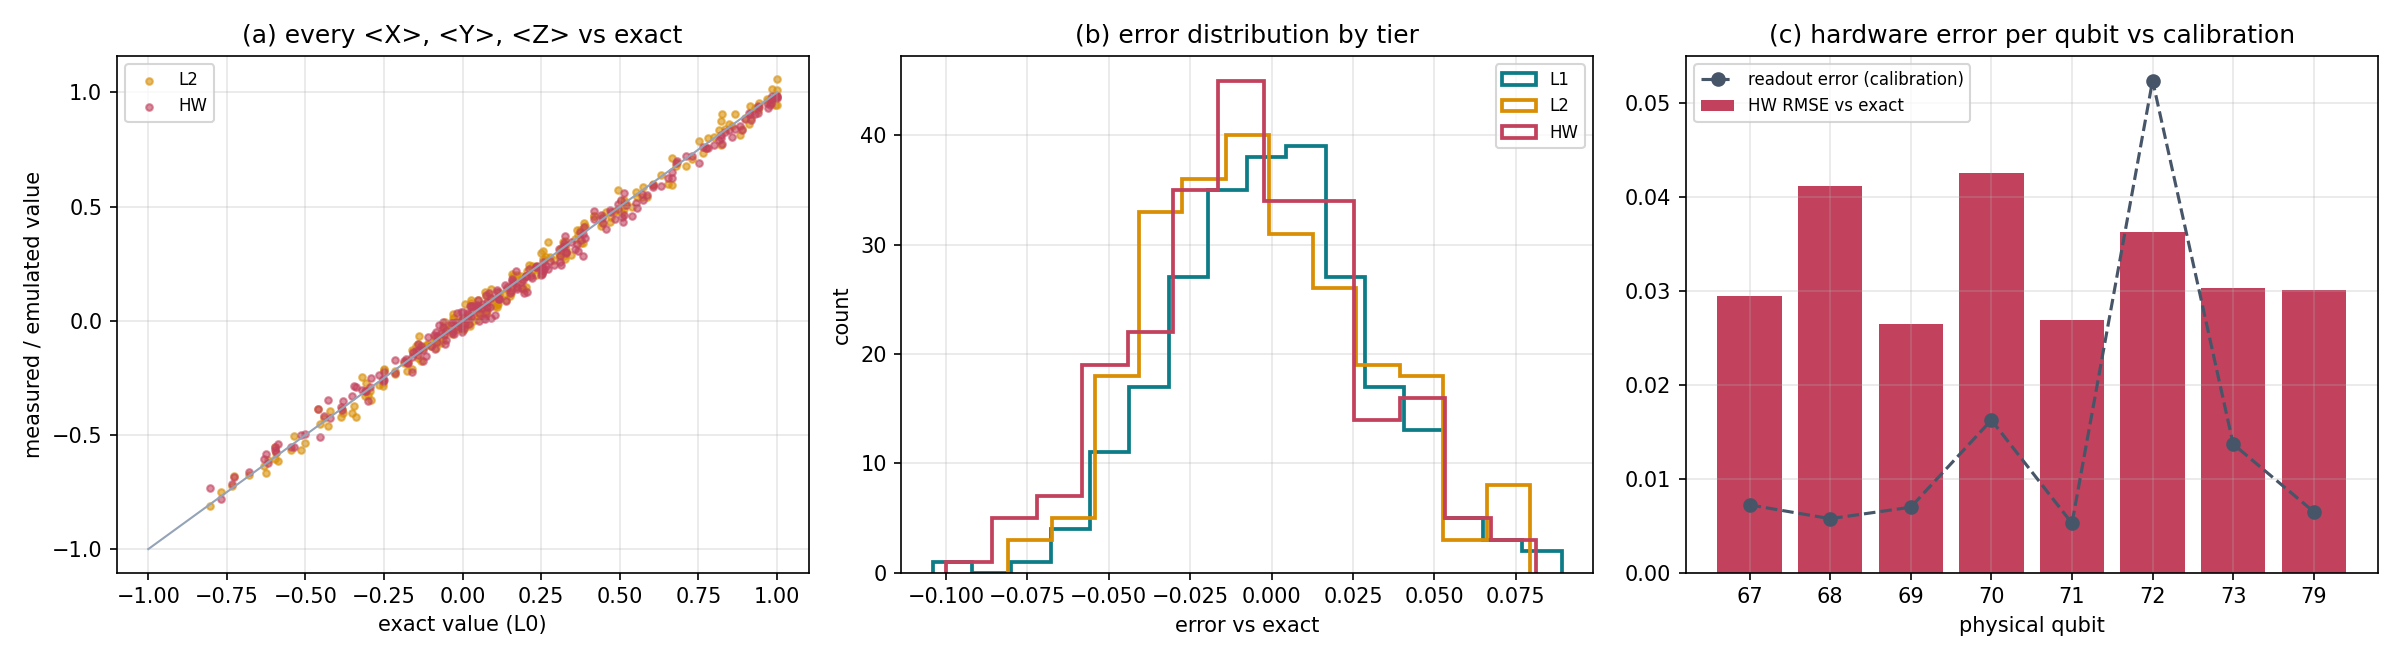 (a) every <X>, <Y>, <Z> vs exact
L2
HW
1.0
0.5
0.0
−0.5
−1.0
measured / emulated value
−1.00 −0.75 −0.50 −0.25 0.00 0.25 0.50 0.75 1.00
exact value (L0)
(b) error distribution by tier
L1
L2
HW
40
30
20
10
0
count
−0.100 −0.075 −0.050 −0.025 0.000 0.025 0.050 0.075
error vs exact
(c) hardware error per qubit vs calibration
readout error (calibration)
HW RMSE vs exact
0.05
0.04
0.03
0.02
0.01
0.00
67 68 69 70 71 72 73 79
physical qubit